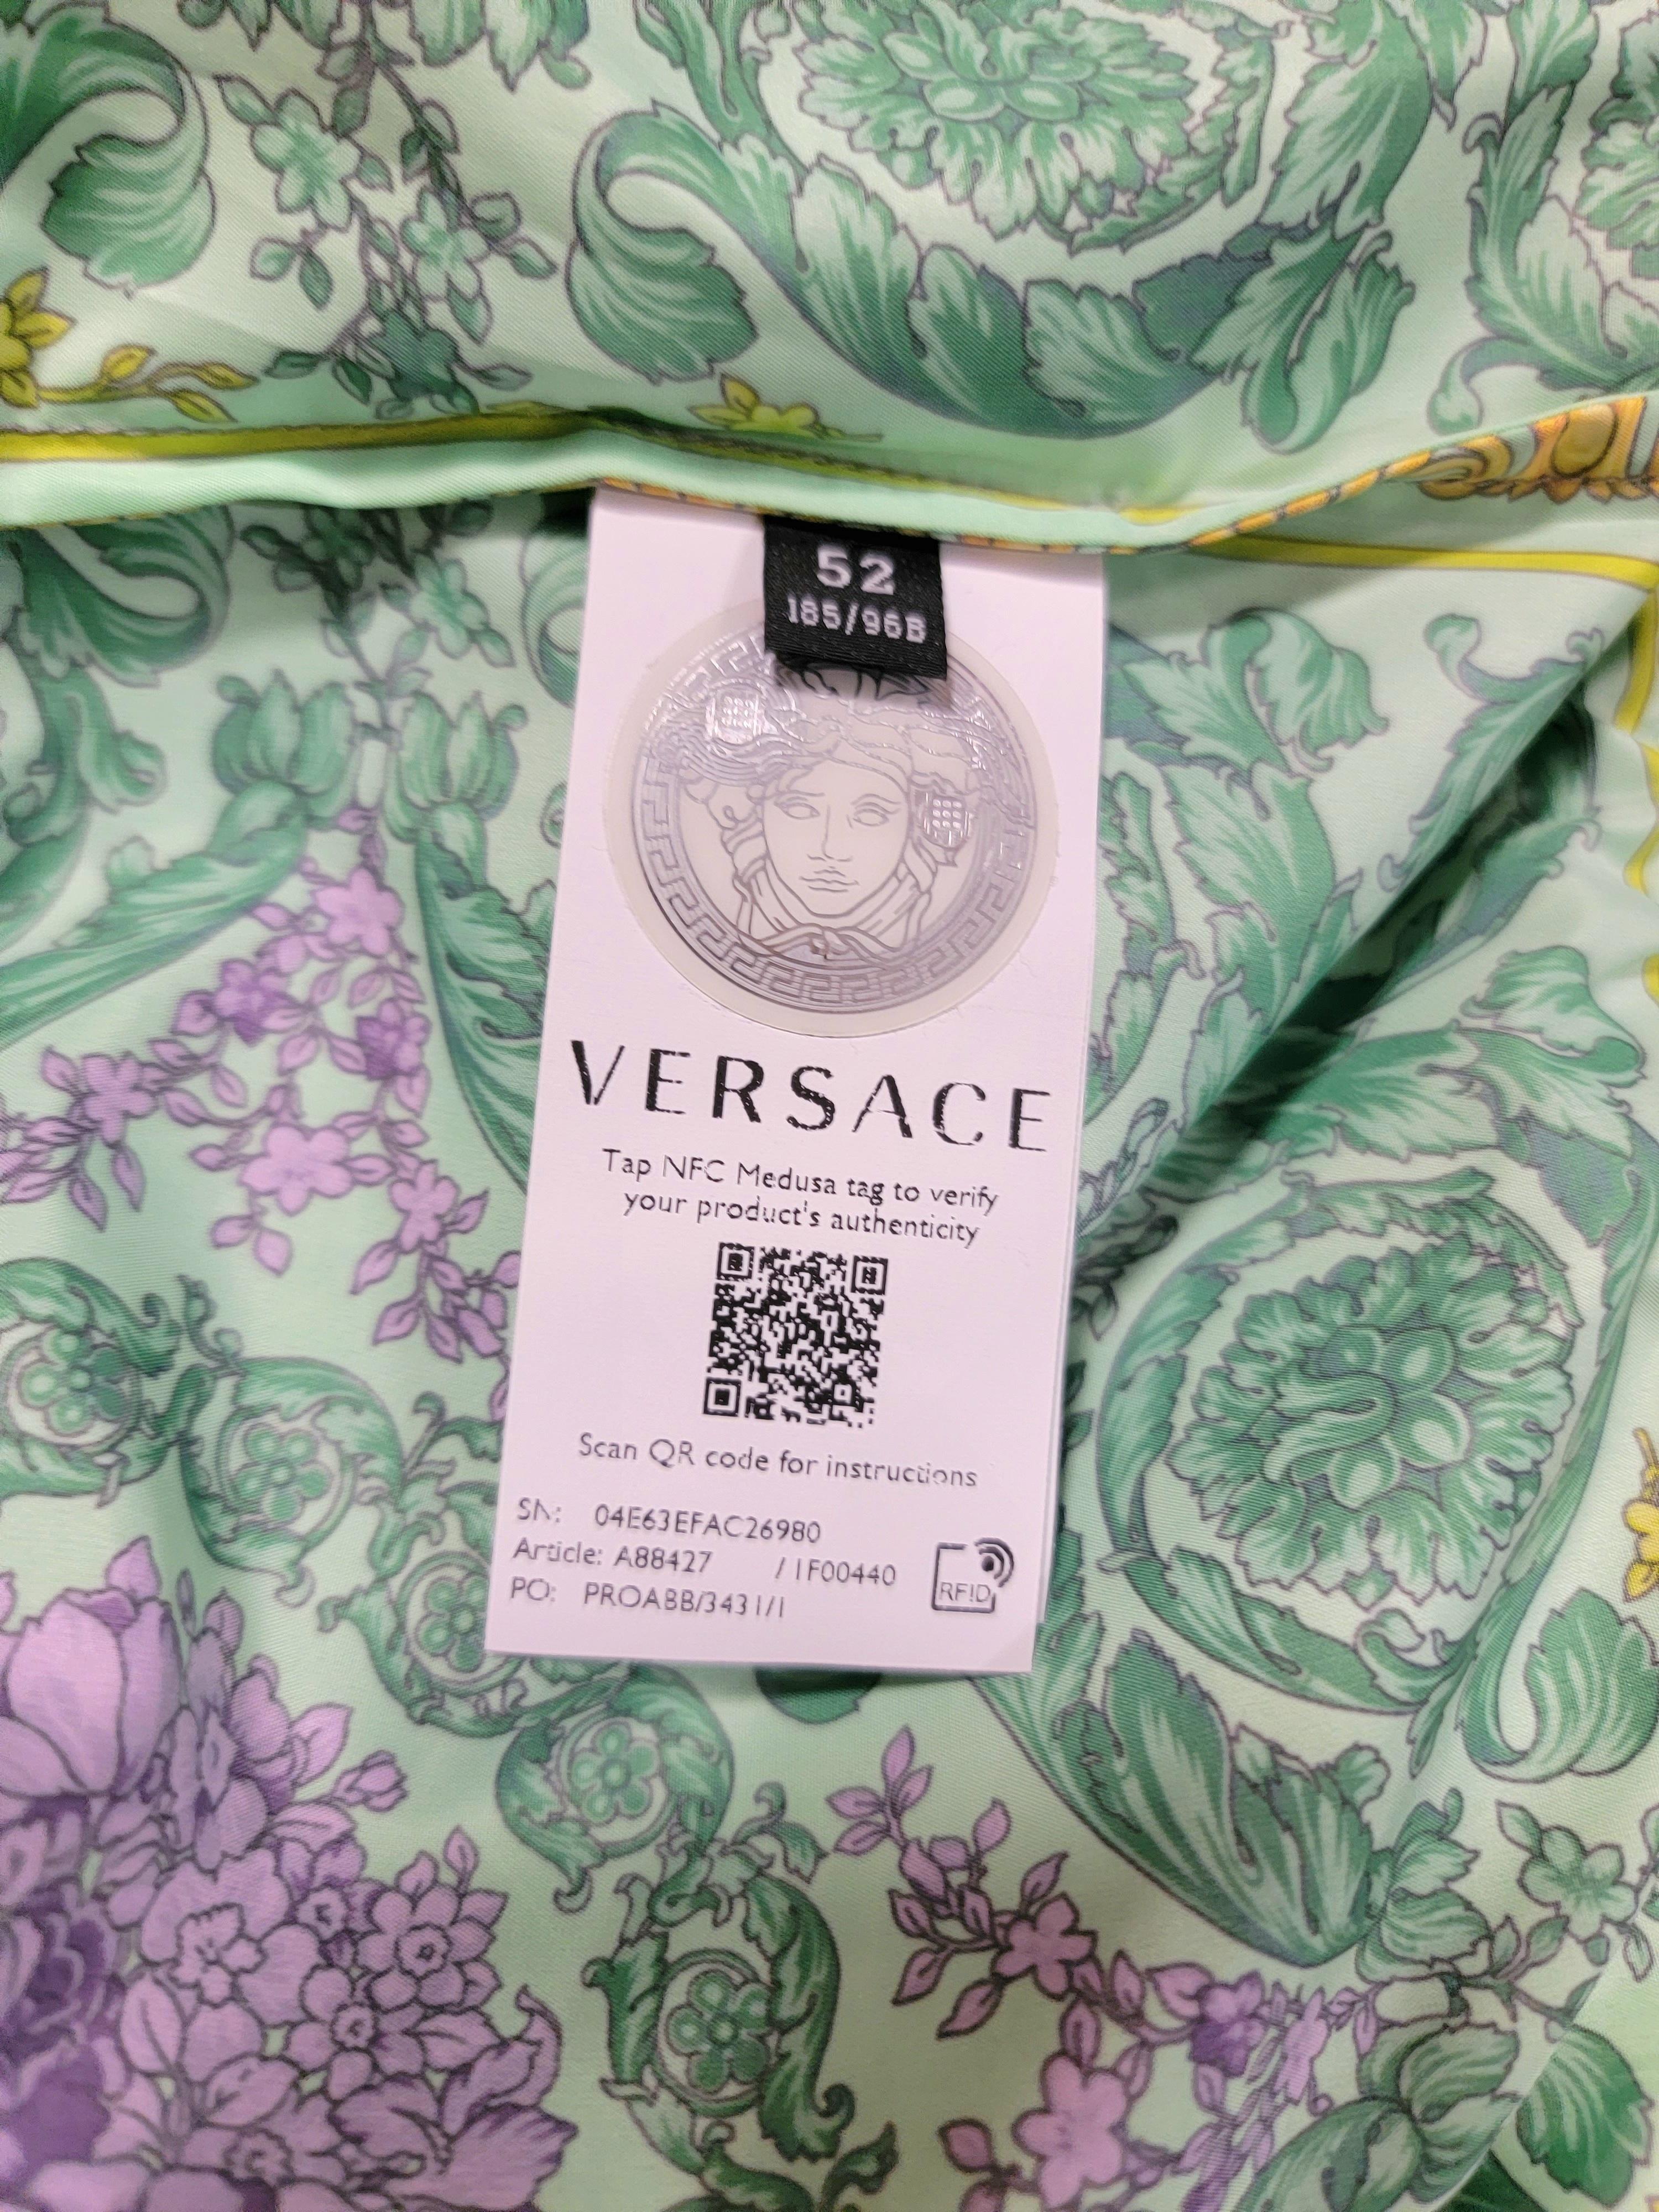 52
185/96B
VERSACE
Tap NFC Medusa tag to verify
your product's authenticity
Scan QR code for instructions
SN: 04E63EFAC26980
Article: A88427 / 1F00440
PO: PROABB/3431/1
RFID